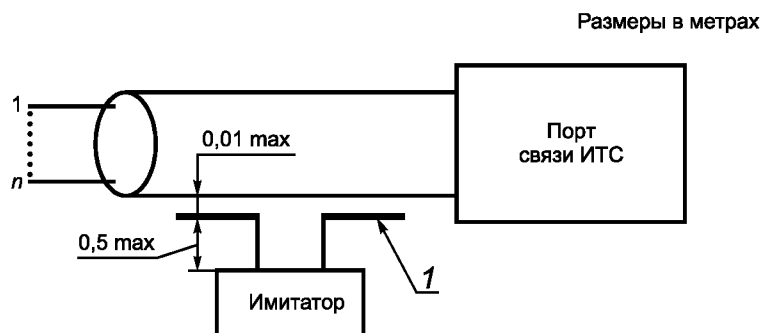 Размеры в метрах
1
n
0,01 max
Порт
связи ИТС
0,5 max
1
Имитатор